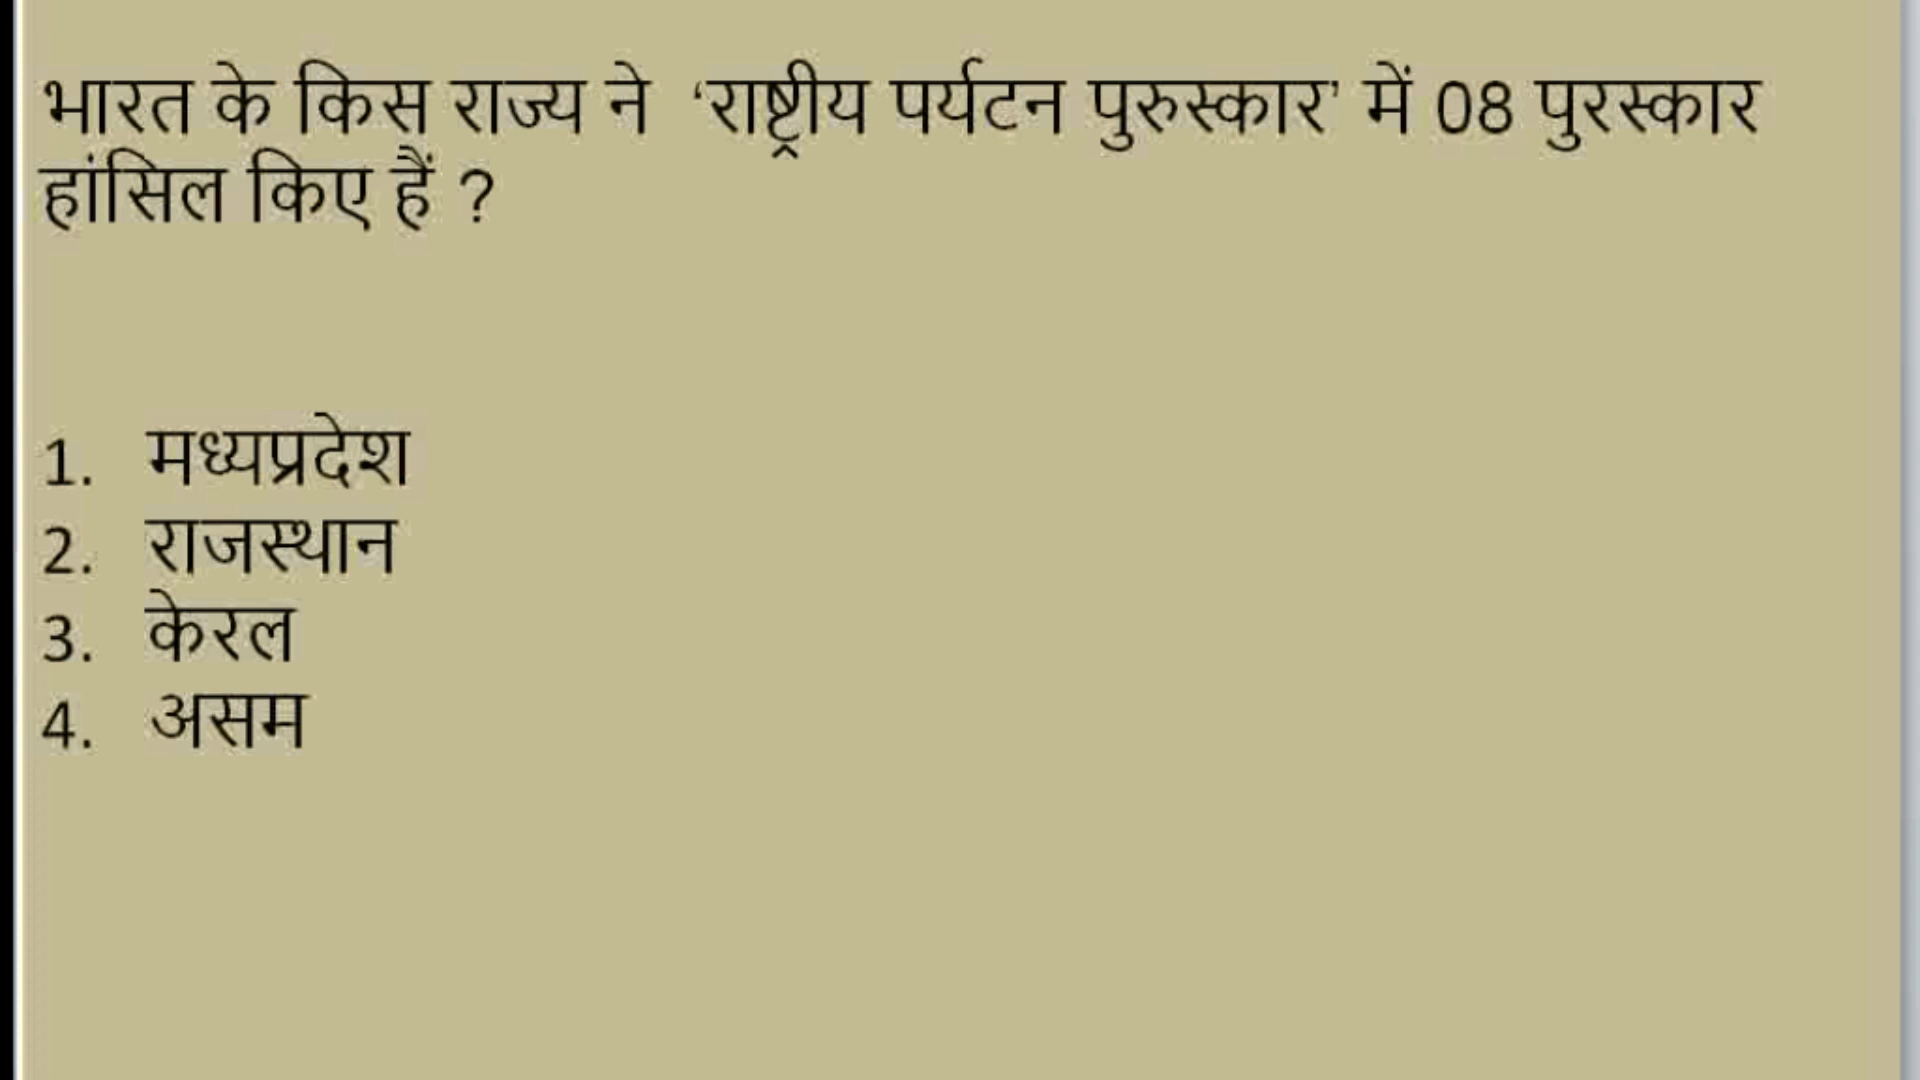 भारत के किस राज्य ने ‘राष्ट्रीय पर्यटन पुरुस्कार’ में 08 पुरस्कार
हांसिल किए हैं ?
1. मध्यप्रदेश
2. राजस्थान
3. केरल
4. असम